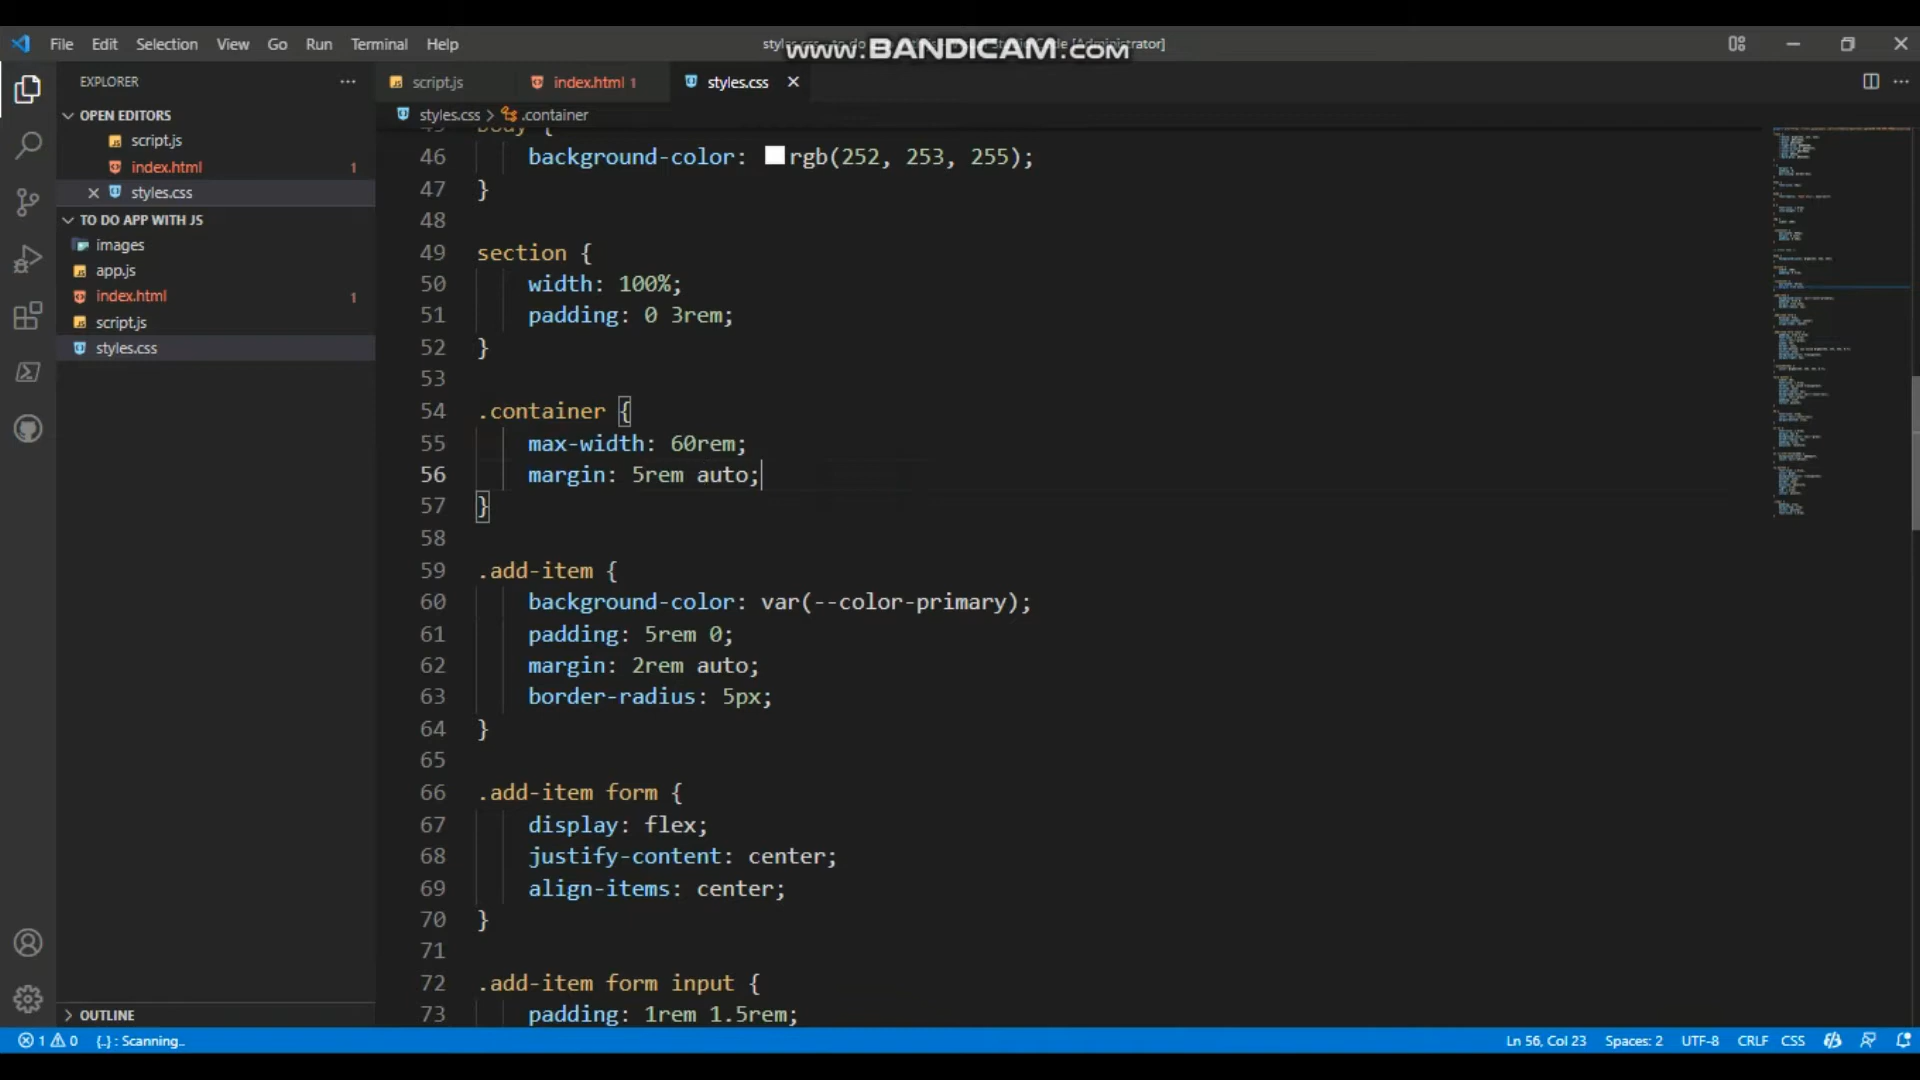 File Edit Selection View Go Run Terminal Help
www.BANDICAM.com
EXPLORER
script.js
index.html 1
styles.css
OPEN EDITORS
script.js
index.html 1
styles.css
TO DO APP WITH JS
images
app.js
index.html 1
script.js
styles.css
OUTLINE
styles.css > .container
46 background-color: rgb(252, 253, 255);
47 }
48
49 section {
50 width: 100%;
51 padding: 0 3rem;
52 }
53
54 .container {
55 max-width: 60rem;
56 margin: 5rem auto;
57 }
58
59 .add-item {
60 background-color: var(--color-primary);
61 padding: 5rem 0;
62 margin: 2rem auto;
63 border-radius: 5px;
64 }
65
66 .add-item form {
67 display: flex;
68 justify-content: center;
69 align-items: center;
70 }
71
72 .add-item form input {
73 padding: 1rem 1.5rem;
1 0 {..} : Scanning..
Ln 56, Col 23 Spaces: 2 UTF-8 CRLF CSS